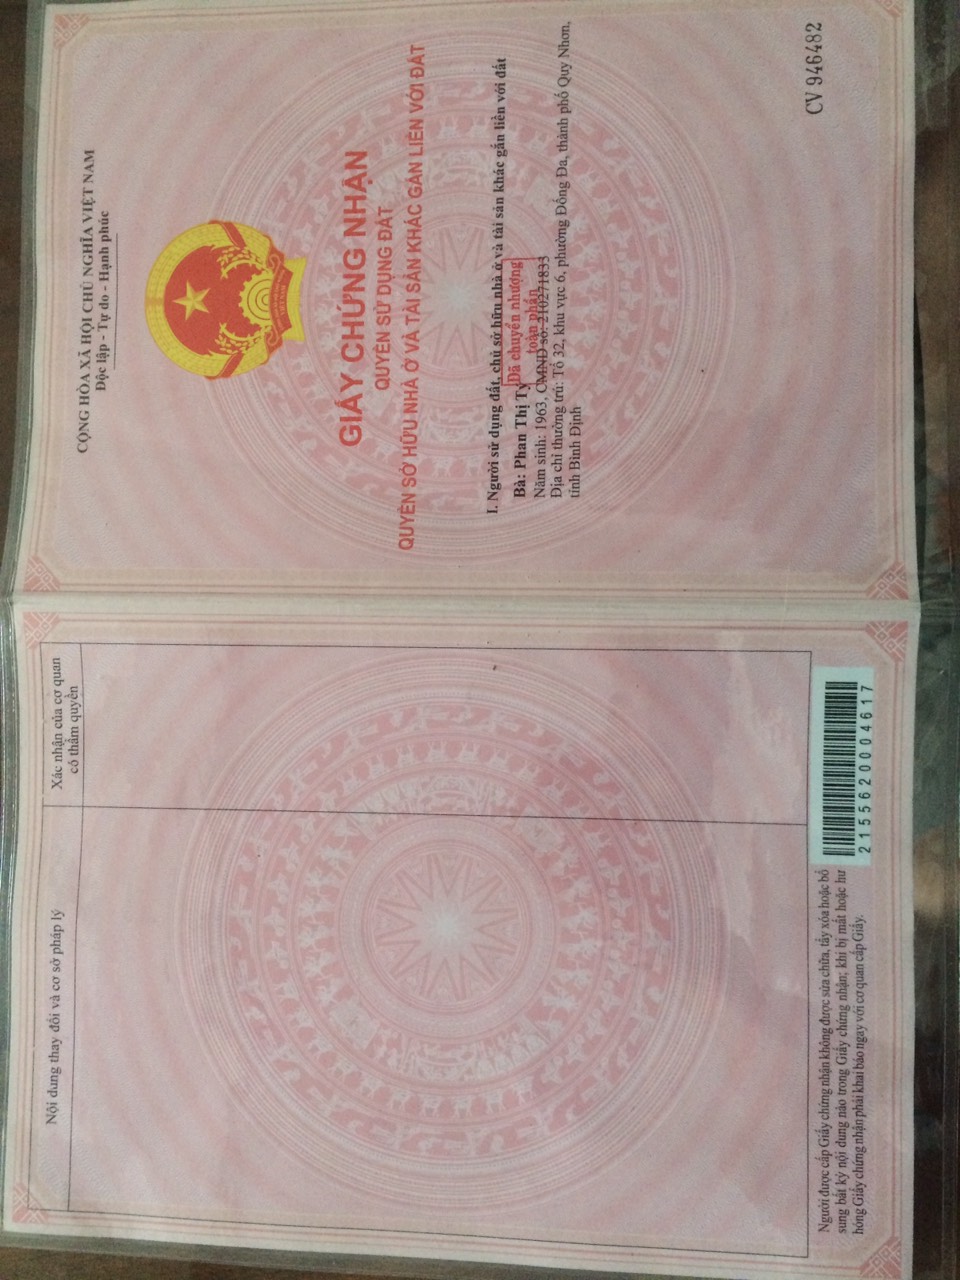 CỘNG HÒA XÃ HỘI CHỦ NGHĨA VIỆT NAM
Độc lập - Tự do - Hạnh phúc
GIẤY CHỨNG NHẬN
QUYỀN SỬ DỤNG ĐẤT
QUYỀN SỞ HỮU NHÀ Ở VÀ TÀI SẢN KHÁC GẮN LIỀN VỚI ĐẤT
I. Người sử dụng đất, chủ sở hữu nhà ở và tài sản khác gắn liền với đất
Bà: Phan Thị Tý
Đã chuyển nhượng
toàn phần
Năm sinh: 1963, CMND số: 210271833
Địa chỉ thường trú: Tổ 32, khu vực 6, phường Đống Đa, thành phố Quy Nhơn,
tỉnh Bình Định
CV 946482
Nội dung thay đổi và cơ sở pháp lý
Xác nhận của cơ quan
có thẩm quyền
Người được cấp Giấy chứng nhận không được sửa chữa, tẩy xóa hoặc bổ
sung bất kỳ nội dung nào trong Giấy chứng nhận; khi bị mất hoặc hư
hỏng Giấy chứng nhận phải khai báo ngay với cơ quan cấp Giấy.
2155620004617